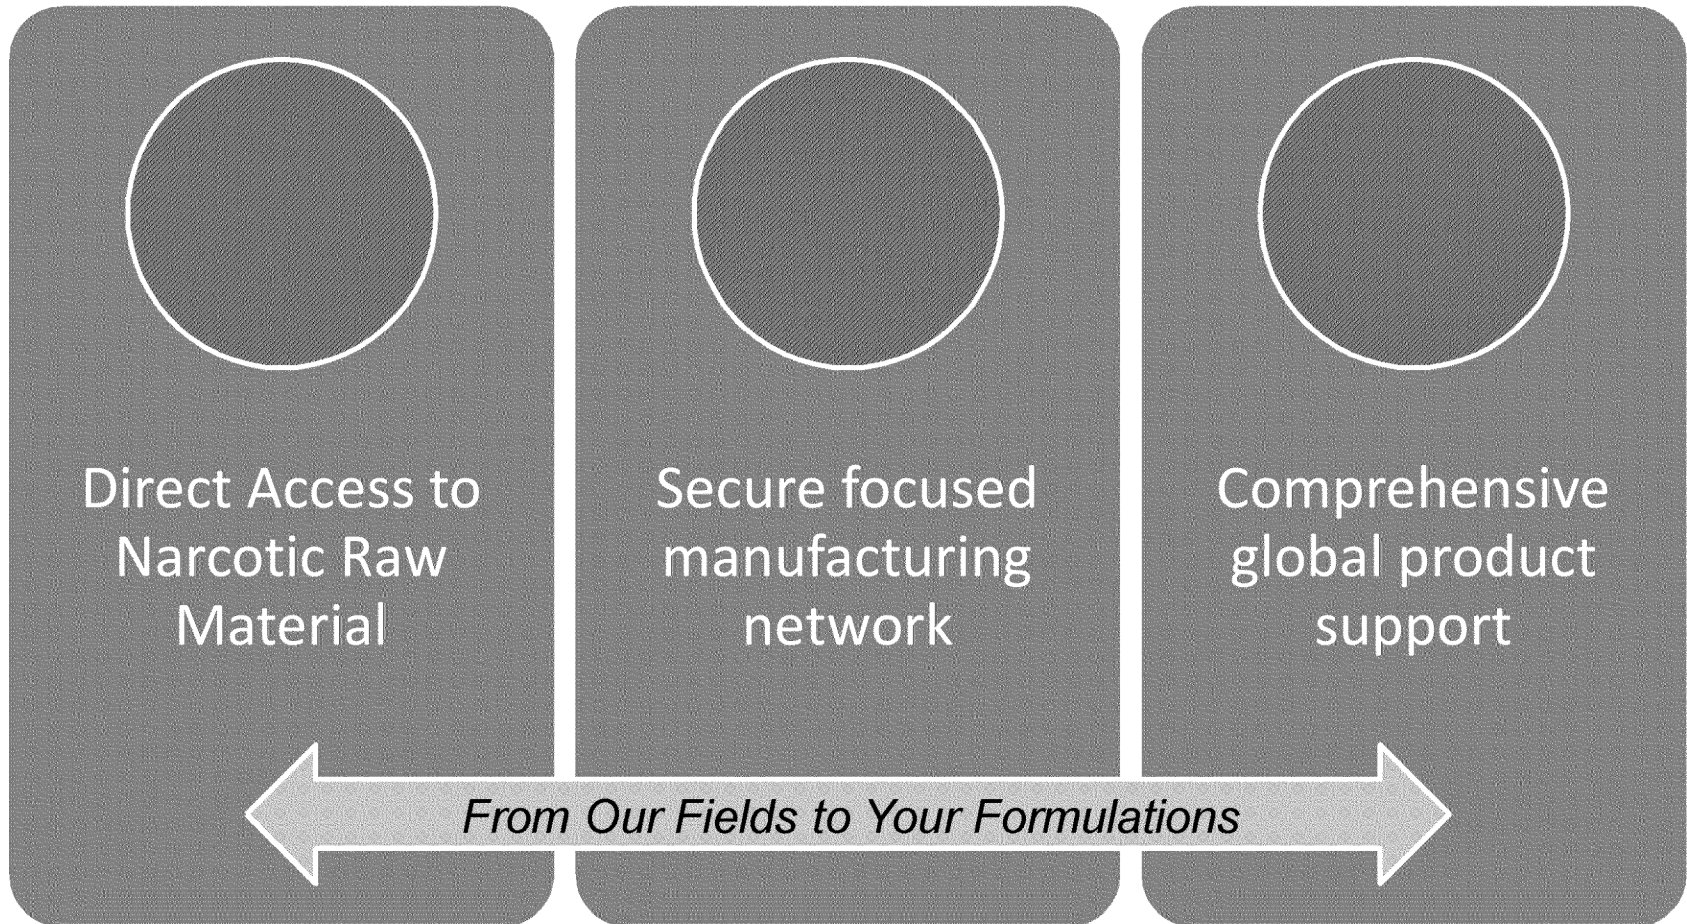 Direct Access to
Narcotic Raw
Material
Secure focused
manufacturing
network
Comprehensive
global product
support
From Our Fields to Your Formulations